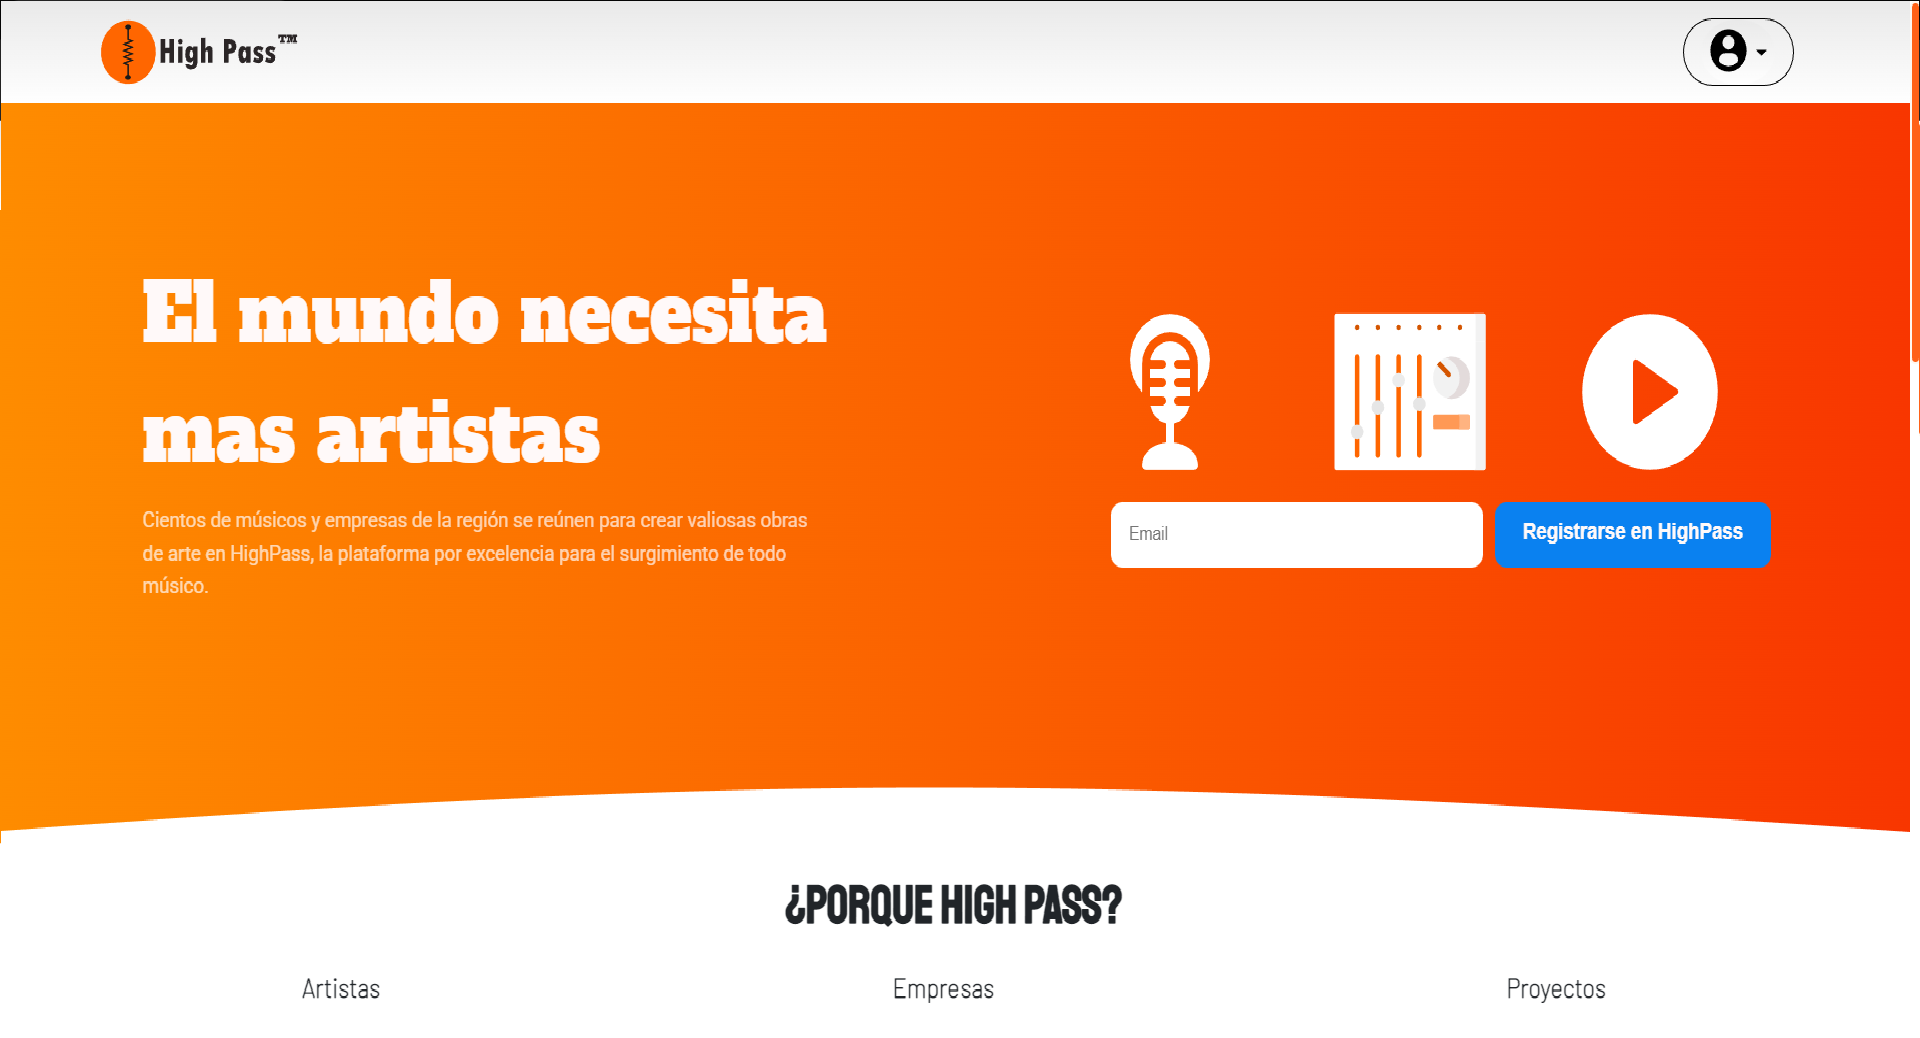 High Pass™
El mundo necesita
mas artistas
Cientos de músicos y empresas de la región se reúnen para crear valiosas obras
de arte en HighPass, la plataforma por excelencia para el surgimiento de todo
músico.
Email
Registrarse en HighPass
¿PORQUE HIGH PASS?
Artistas
Empresas
Proyectos